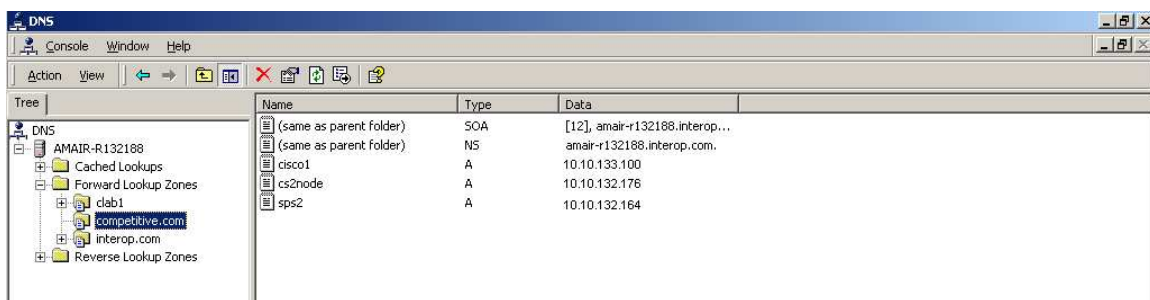 DNS
Console Window Help
Action View
Tree
Name Type Data
DNS
AMAIR-R132188
Cached Lookups
Forward Lookup Zones
clab1
competitive.com
interop.com
Reverse Lookup Zones
(same as parent folder) SOA [12], amair-r132188.interop...
(same as parent folder) NS amair-r132188.interop.com.
cisco1 A 10.10.133.100
cs2node A 10.10.132.176
sps2 A 10.10.132.164